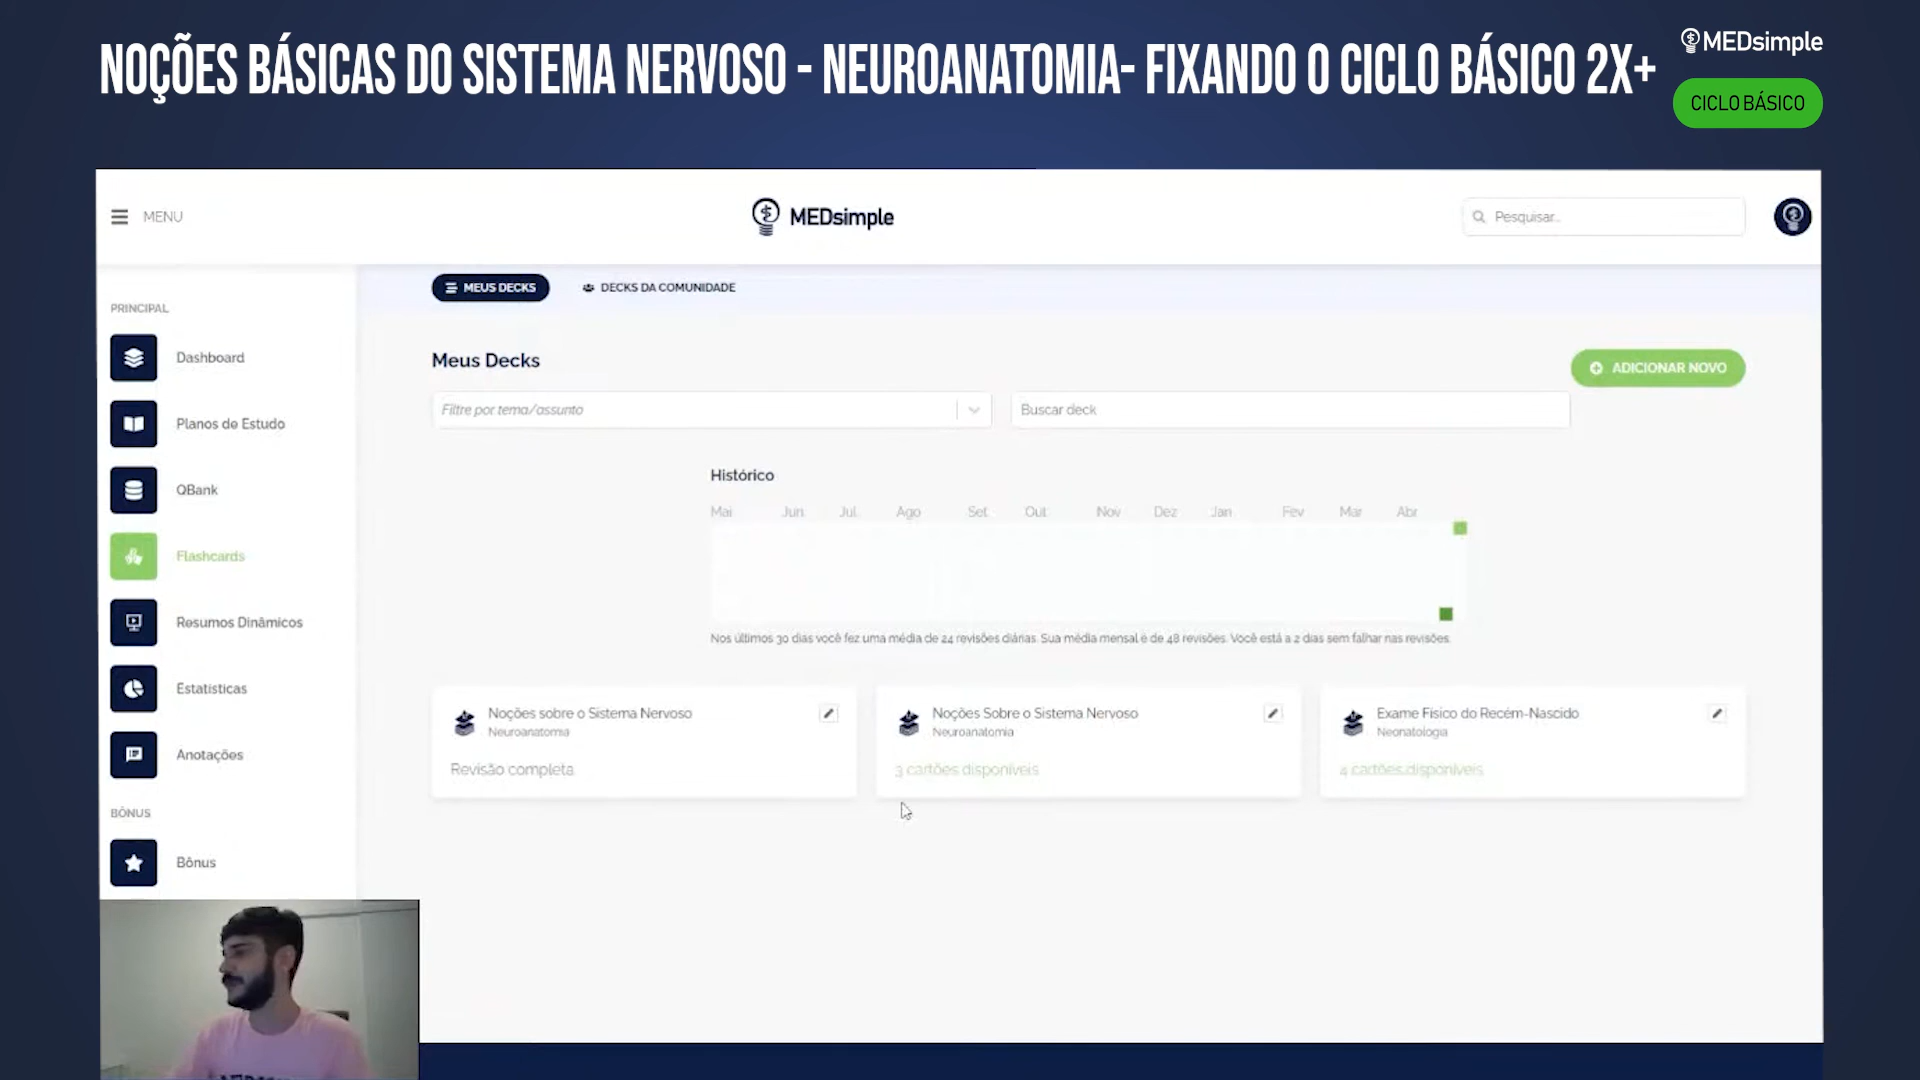 NOÇÕES BÁSICAS DO SISTEMA NERVOSO - NEUROANATOMIA- FIXANDO O CICLO BÁSICO 2X+
MEDsimple
CICLO BÁSICO
MENU
MEDsimple
Pesquisar...
MEUS DECKS
DECKS DA COMUNIDADE
PRINCIPAL
Dashboard
Planos de Estudo
QBank
Flashcards
Resumos Dinâmicos
Estatísticas
Anotações
BÔNUS
Bônus
Meus Decks
ADICIONAR NOVO
Filtre por tema/assunto
Buscar deck
Histórico
Mai Jun Jul Ago Set Out Nov Dez Jan Fev Mar Abr
Nos últimos 30 dias você fez uma média de 24 revisões diárias. Sua média mensal é de 48 revisões. Você está a 2 dias sem falhar nas revisões.
Noções sobre o Sistema Nervoso
Neuroanatomia
Revisão completa
Noções Sobre o Sistema Nervoso
Neuroanatomia
3 cartões disponíveis
Exame Físico do Recém-Nascido
Neonatologia
4 cartões disponíveis